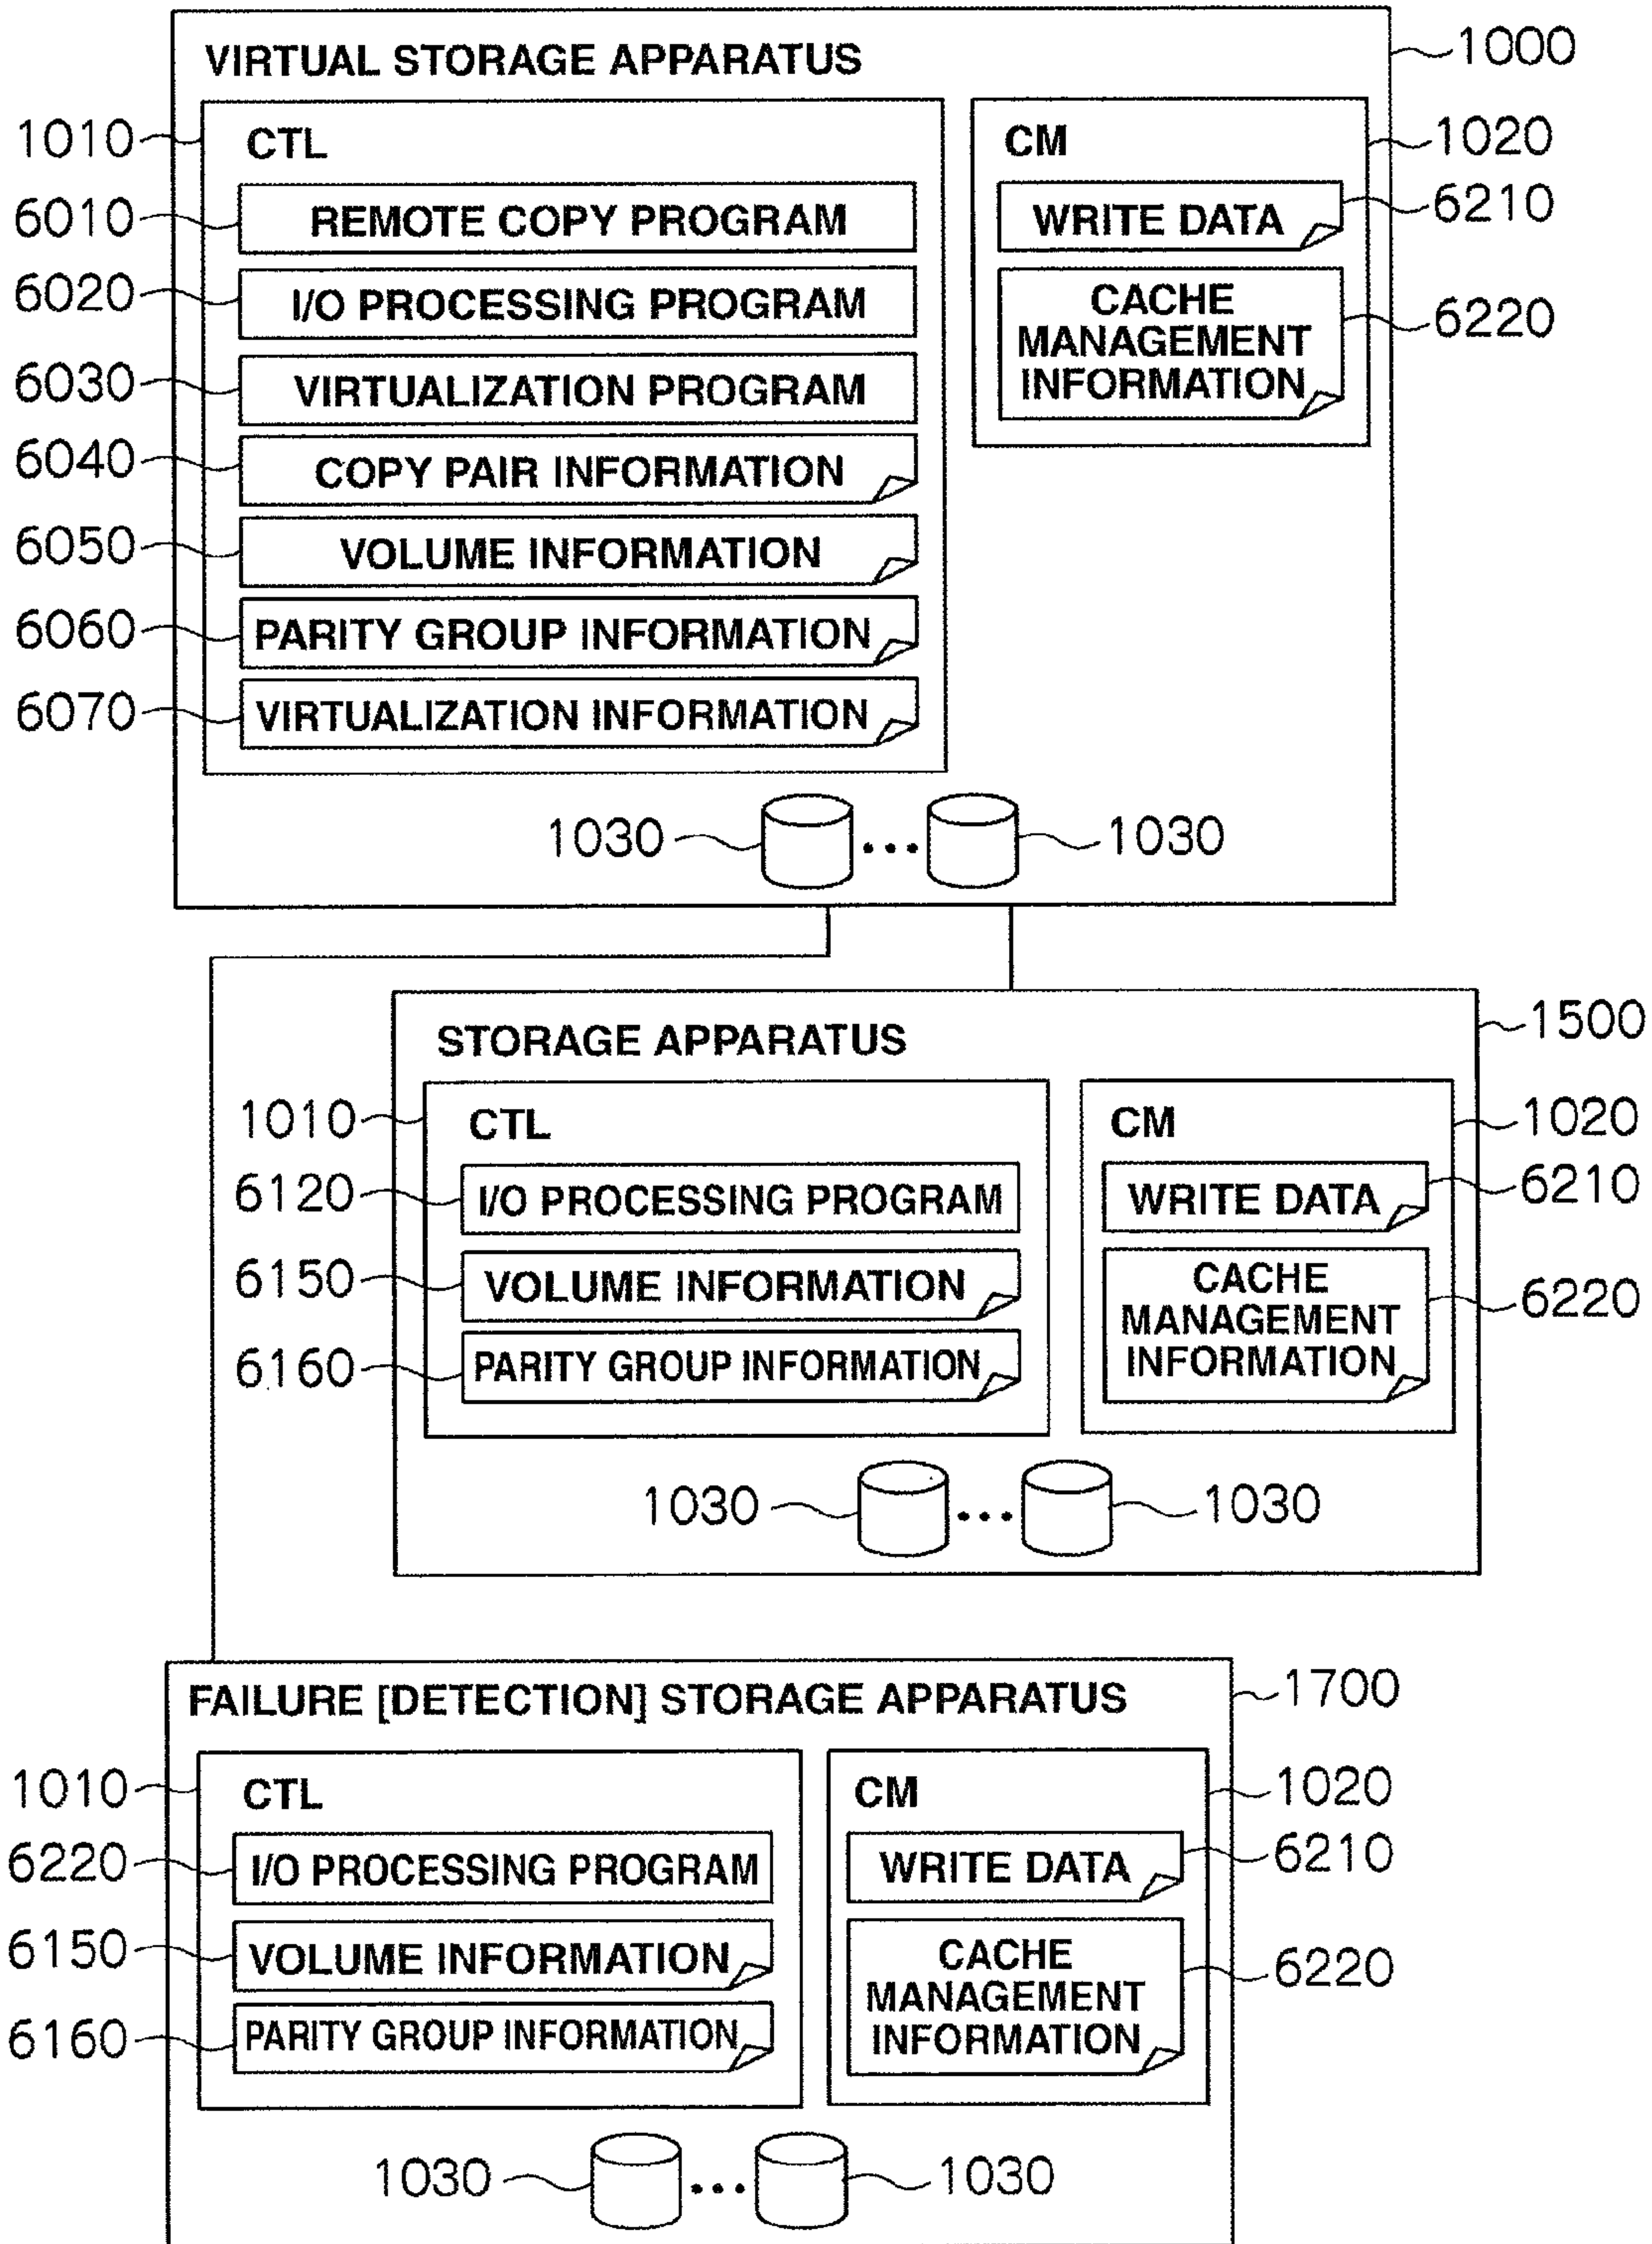 VIRTUAL STORAGE APPARATUS
1000
1010
CTL
CM
1020
6010
REMOTE COPY PROGRAM
WRITE DATA
6210
6020
I/O PROCESSING PROGRAM
CACHE
MANAGEMENT
INFORMATION
6220
6030
VIRTUALIZATION PROGRAM
6040
COPY PAIR INFORMATION
6050
VOLUME INFORMATION
6060
PARITY GROUP INFORMATION
6070
VIRTUALIZATION INFORMATION
1030
1030
STORAGE APPARATUS
1500
1010
CTL
CM
1020
6120
I/O PROCESSING PROGRAM
WRITE DATA
6210
6150
VOLUME INFORMATION
CACHE
MANAGEMENT
INFORMATION
6220
6160
PARITY GROUP INFORMATION
1030
1030
FAILURE [DETECTION] STORAGE APPARATUS
1700
1010
CTL
CM
1020
6220
I/O PROCESSING PROGRAM
WRITE DATA
6210
6150
VOLUME INFORMATION
CACHE
MANAGEMENT
INFORMATION
6220
6160
PARITY GROUP INFORMATION
1030
1030